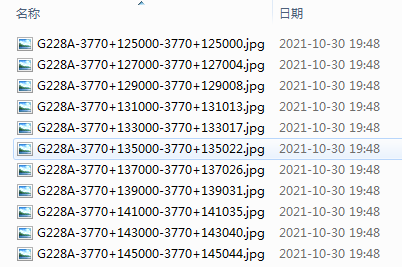 名称 日期
G228A-3770+125000-3770+125000.jpg 2021-10-30 19:48
G228A-3770+127000-3770+127004.jpg 2021-10-30 19:48
G228A-3770+129000-3770+129008.jpg 2021-10-30 19:48
G228A-3770+131000-3770+131013.jpg 2021-10-30 19:48
G228A-3770+133000-3770+133017.jpg 2021-10-30 19:48
G228A-3770+135000-3770+135022.jpg 2021-10-30 19:48
G228A-3770+137000-3770+137026.jpg 2021-10-30 19:48
G228A-3770+139000-3770+139031.jpg 2021-10-30 19:48
G228A-3770+141000-3770+141035.jpg 2021-10-30 19:48
G228A-3770+143000-3770+143040.jpg 2021-10-30 19:48
G228A-3770+145000-3770+145044.jpg 2021-10-30 19:48